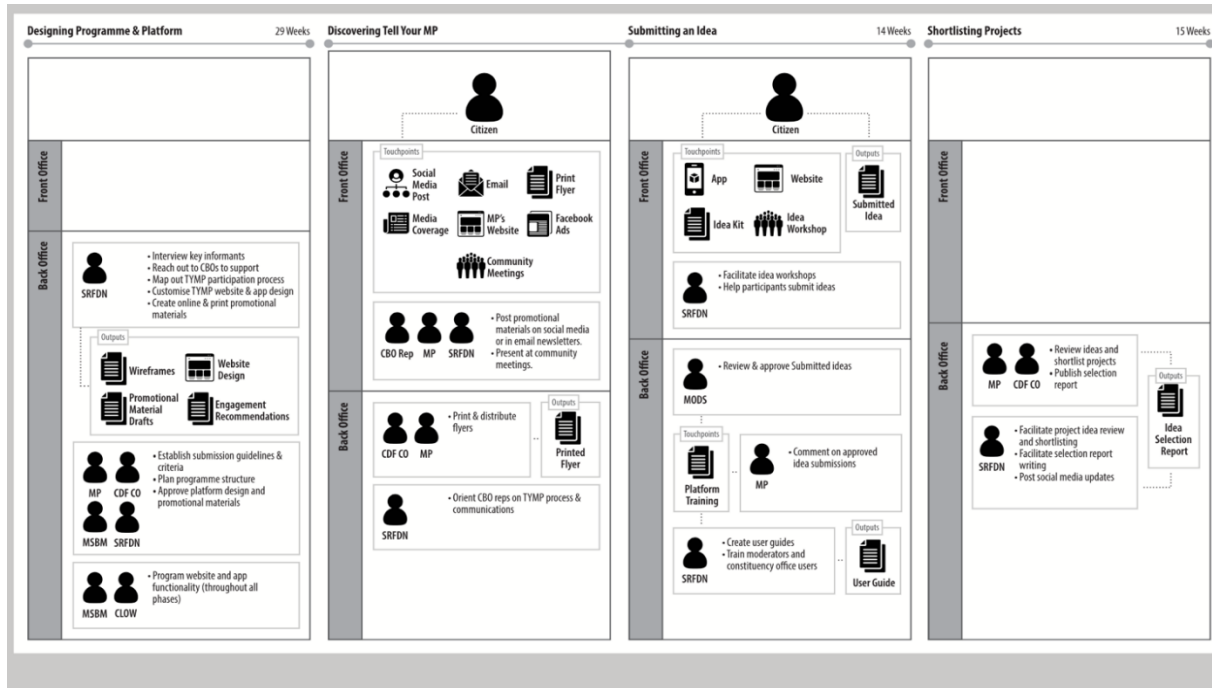 Designing Programme & Platform
29 Weeks
Front Office
Back Office
SRFDN
• Interview key informants
• Reach out to CBOs to support
• Map out TYMP participation process
• Customise TYMP website & app design
• Create online & print promotional
materials
Outputs
Wireframes
Website
Design
Promotional
Material
Drafts
Engagement
Recommendations
MP
CDF CO
MSBM
SRFDN
• Establish submission guidelines &
criteria
• Plan programme structure
• Approve platform design and
promotional materials
MSBM
CLOW
• Program website and app
functionality (throughout all
phases)
Discovering Tell Your MP
Citizen
Front Office
Touchpoints
Social
Media
Post
Email
Print
Flyer
Media
Coverage
MP's
Website
Facebook
Ads
Community
Meetings
CBO Rep
MP
SRFDN
• Post promotional
materials on social media
or in email newsletters.
• Present at community
meetings.
Back Office
CDF CO
MP
• Print & distribute
flyers
Outputs
Printed
Flyer
SRFDN
• Orient CBO reps on TYMP process &
communications
Submitting an Idea
14 Weeks
Citizen
Front Office
Touchpoints
App
Website
Idea Kit
Idea
Workshop
Outputs
Submitted
Idea
SRFDN
• Facilitate idea workshops
• Help participants submit ideas
Back Office
MODS
• Review & approve Submitted ideas
Touchpoints
Platform
Training
MP
• Comment on approved
idea submissions
SRFDN
• Create user guides
• Train moderators and
constituency office users
Outputs
User Guide
Shortlisting Projects
15 Weeks
Front Office
Back Office
MP
CDF CO
• Review ideas and
shortlist projects
• Publish selection
report
SRFDN
• Facilitate project idea review
and shortlisting
• Facilitate selection report
writing
• Post social media updates
Outputs
Idea
Selection
Report